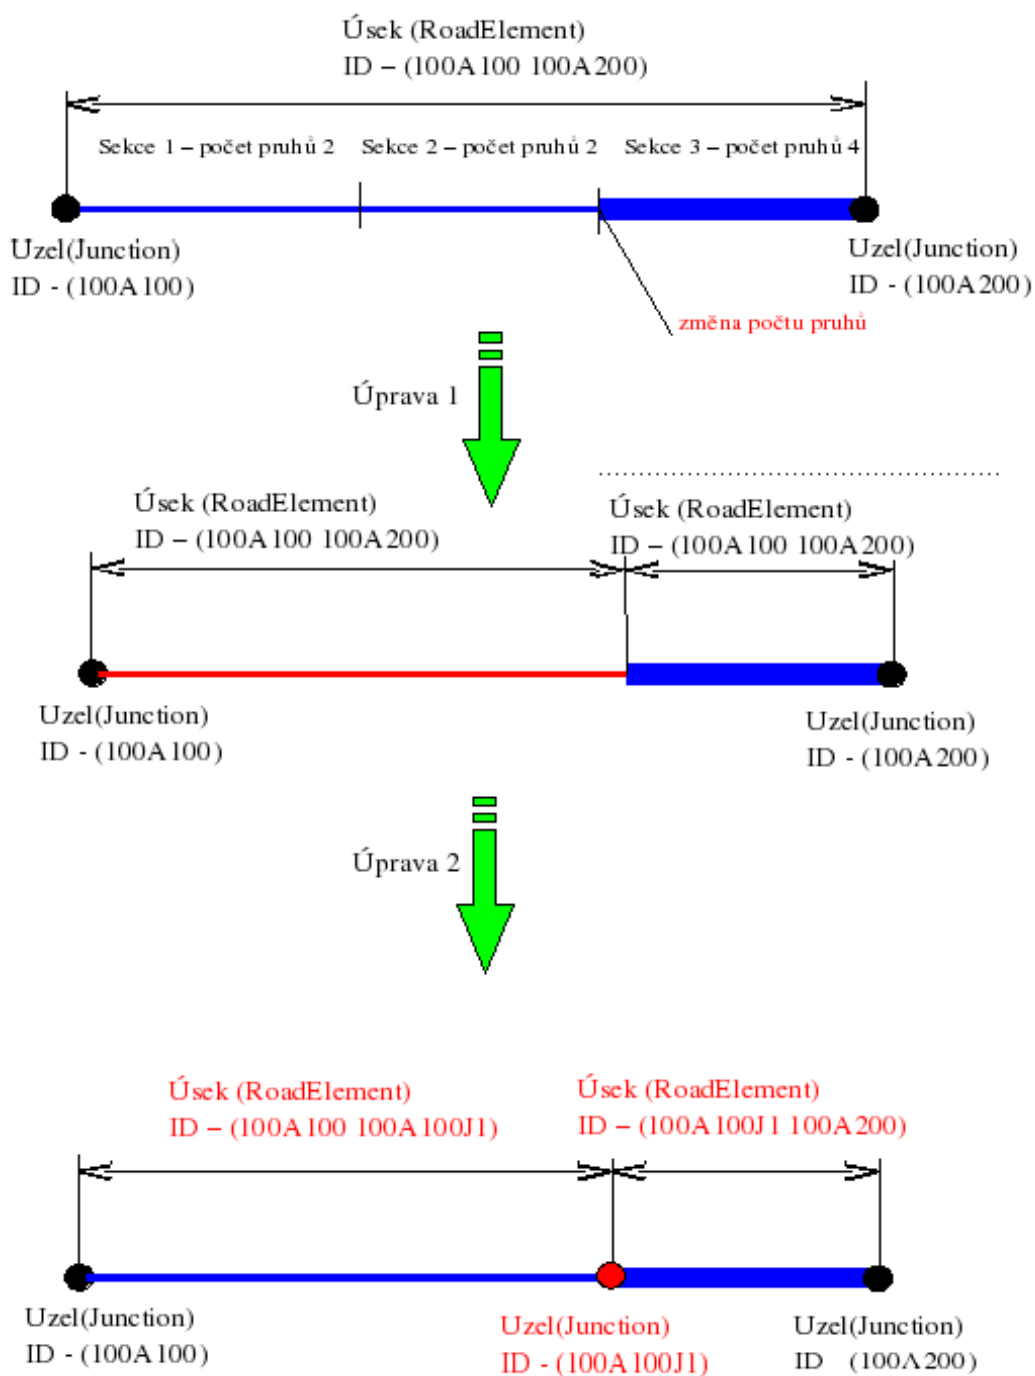 Úsek (RoadElement)
ID – (100A100 100A200)
Sekce 1 – počet pruhů 2
Sekce 2 – počet pruhů 2
Sekce 3 – počet pruhů 4
Uzel(Junction)
ID - (100A100)
Uzel(Junction)
ID - (100A200)
změna počtu pruhů
Úprava 1
Úsek (RoadElement)
ID – (100A100 100A200)
Úsek (RoadElement)
ID – (100A100 100A200)
Uzel(Junction)
ID - (100A100)
Uzel(Junction)
ID - (100A200)
Úprava 2
Úsek (RoadElement)
ID – (100A100 100A100J1)
Úsek (RoadElement)
ID – (100A100J1 100A200)
Uzel(Junction)
ID - (100A100)
Uzel(Junction)
ID - (100A100J1)
Uzel(Junction)
ID (100A200)